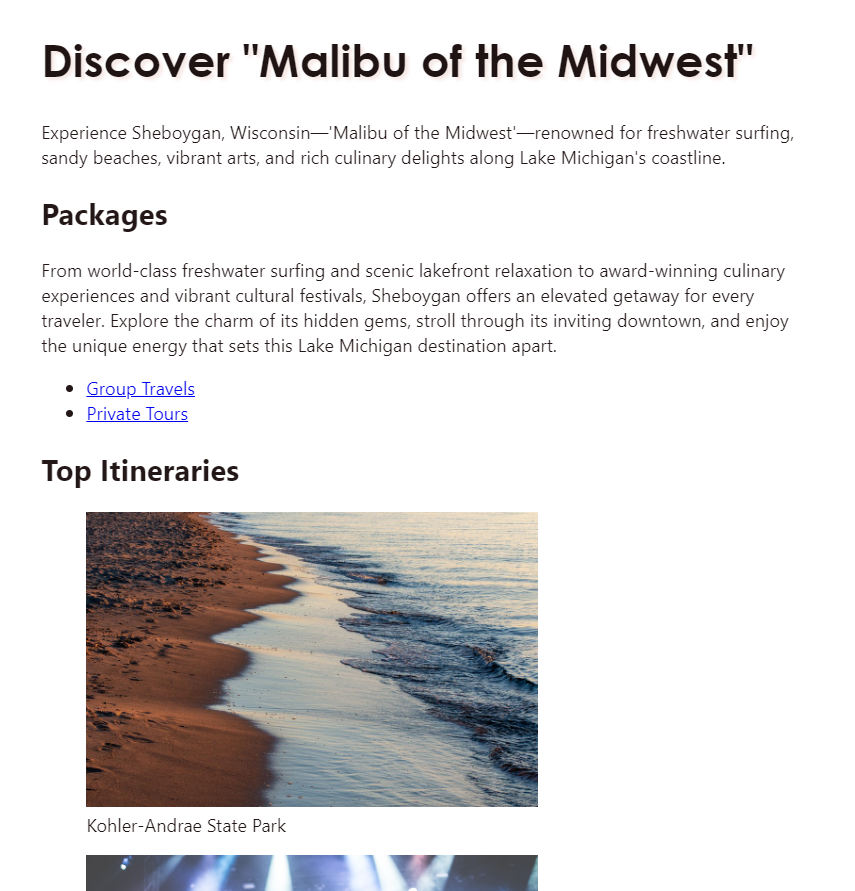 Discover "Malibu of the Midwest"
Experience Sheboygan, Wisconsin—'Malibu of the Midwest'—renowned for freshwater surfing,
sandy beaches, vibrant arts, and rich culinary delights along Lake Michigan's coastline.
Packages
From world-class freshwater surfing and scenic lakefront relaxation to award-winning culinary
experiences and vibrant cultural festivals, Sheboygan offers an elevated getaway for every
traveler. Explore the charm of its hidden gems, stroll through its inviting downtown, and enjoy
the unique energy that sets this Lake Michigan destination apart.
Group Travels
Private Tours
Top Itineraries
Kohler-Andrae State Park